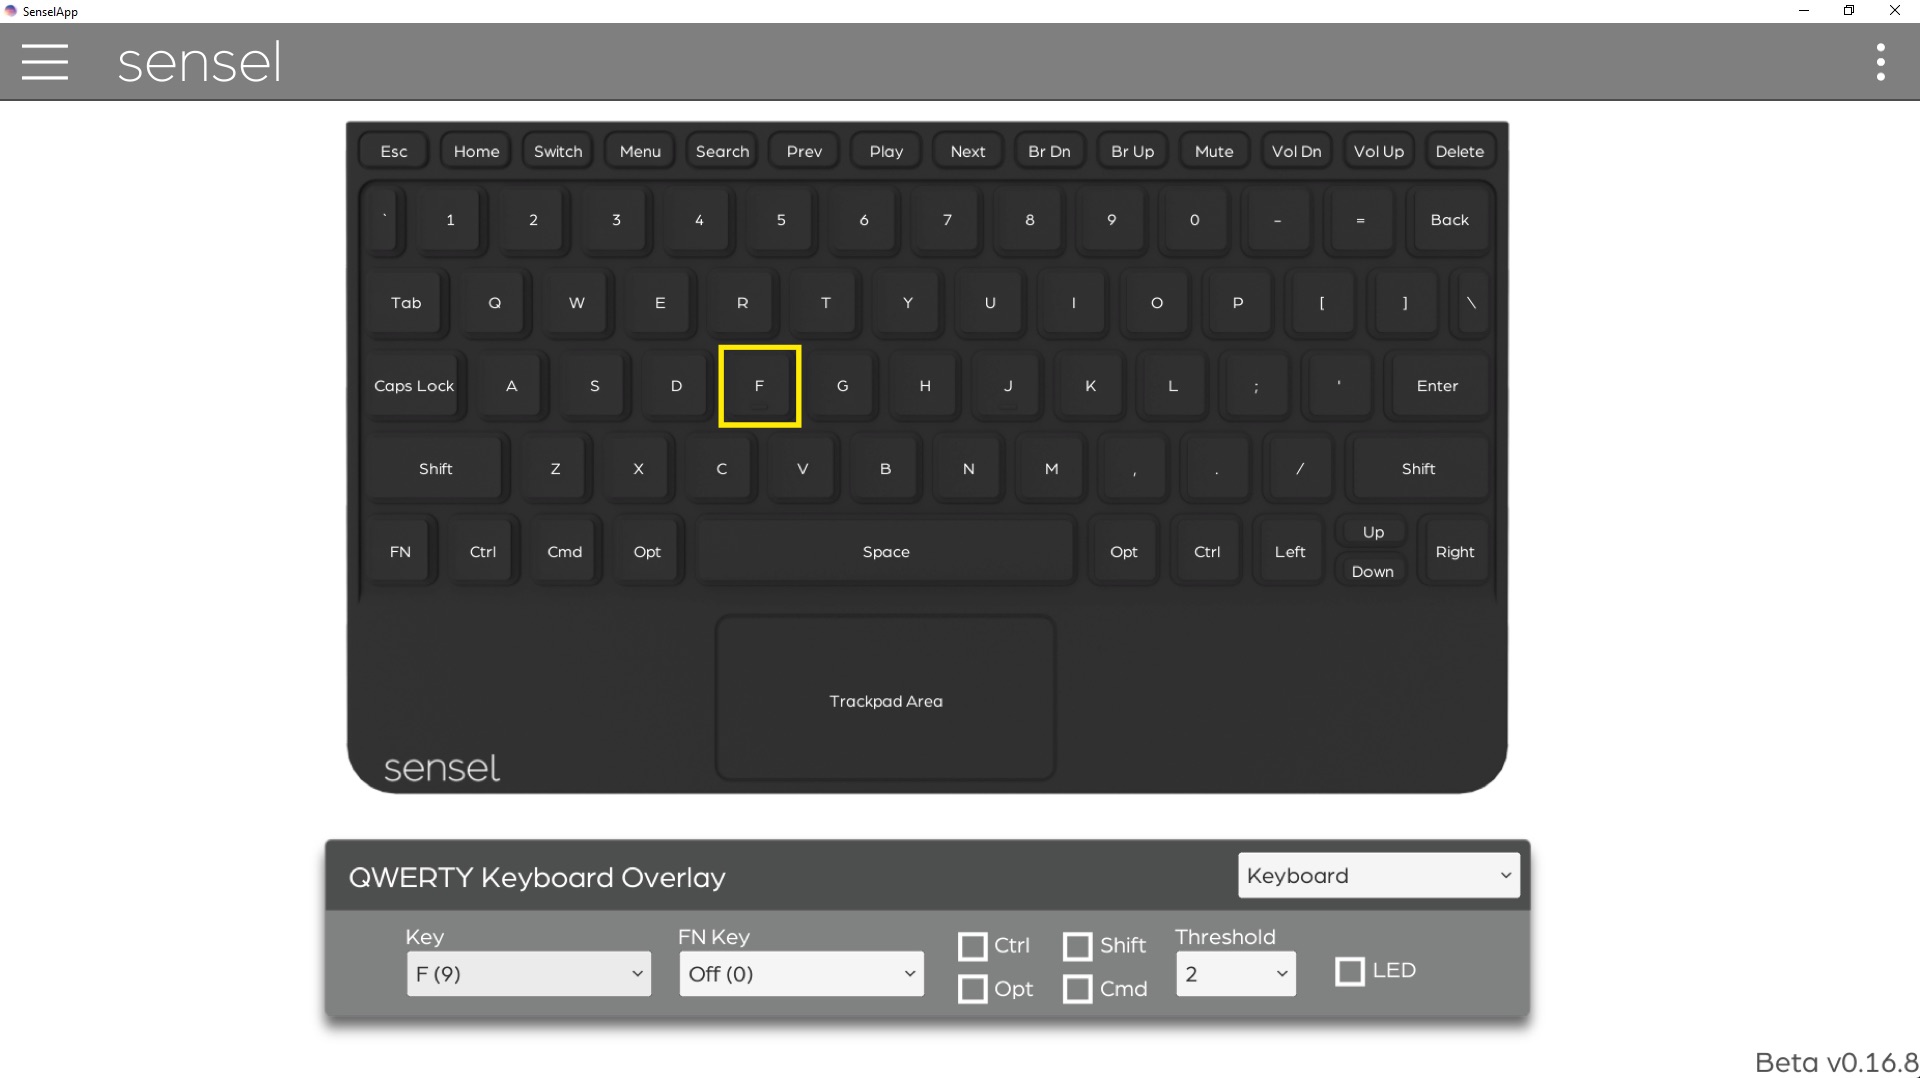 SenselApp
sensel
Esc Home Switch Menu Search Prev Play Next Br Dn Br Up Mute Vol Dn Vol Up Delete
` 1 2 3 4 5 6 7 8 9 0 - = Back
Tab Q W E R T Y U I O P [ ] \
Caps Lock A S D F G H J K L ; ' Enter
Shift Z X C V B N M , . / Shift
FN Ctrl Cmd Opt Space Opt Ctrl Left Up Down Right
Trackpad Area
sensel
QWERTY Keyboard Overlay Keyboard
Key FN Key Ctrl Shift Threshold
F (9) Off (0) Opt Cmd 2 LED
Beta v0.16.8